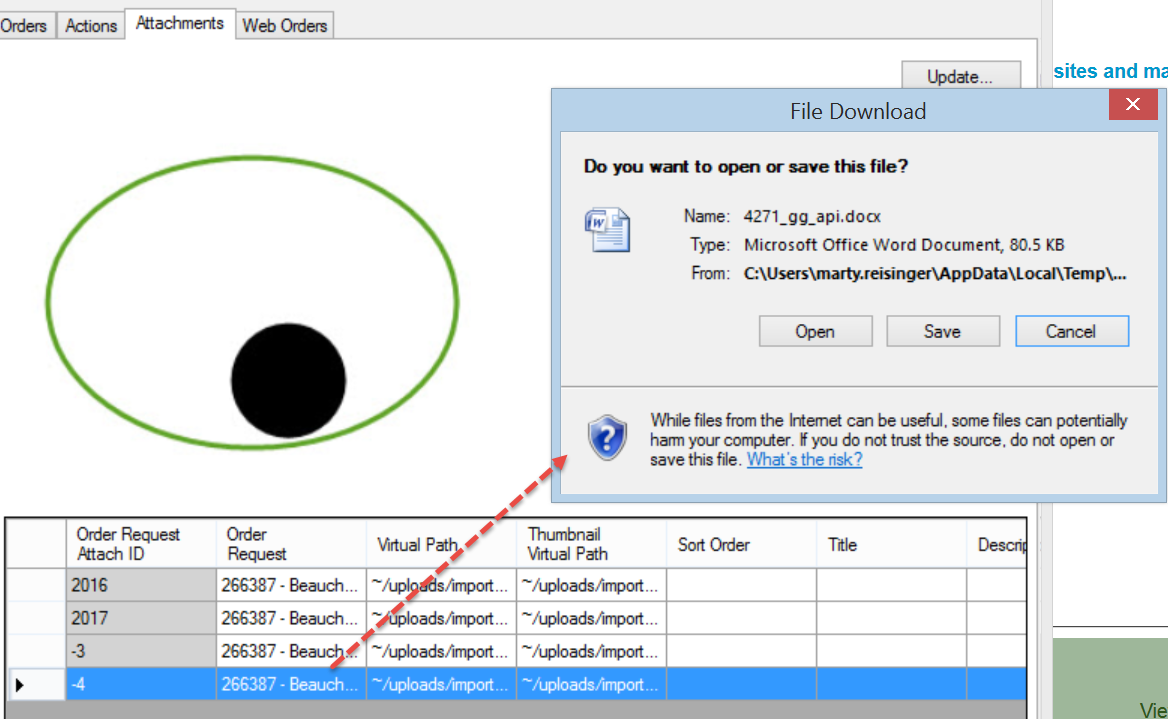 Orders Actions Attachments Web Orders
Update...
sites and ma
File Download
Do you want to open or save this file?
Name: 4271_gg_api.docx
Type: Microsoft Office Word Document, 80.5 KB
From: C:\Users\marty.reisinger\AppData\Local\Temp\...
Open Save Cancel
While files from the Internet can be useful, some files can potentially
harm your computer. If you do not trust the source, do not open or
save this file. What's the risk?
Order Request Attach ID Order Request Virtual Path Thumbnail Virtual Path Sort Order Title Descrip
2016 266387 - Beauch... ~/uploads/import... ~/uploads/import...
2017 266387 - Beauch... ~/uploads/import... ~/uploads/import...
-3 266387 - Beauch... ~/uploads/import... ~/uploads/import...
-4 266387 - Beauch... ~/uploads/import... ~/uploads/import...
Vie